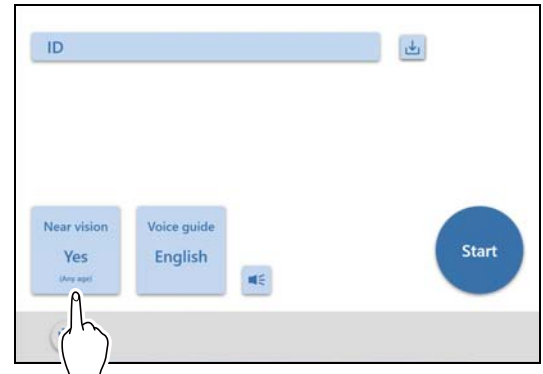 ID
Near vision
Yes
(Any age)
Voice guide
English
Start